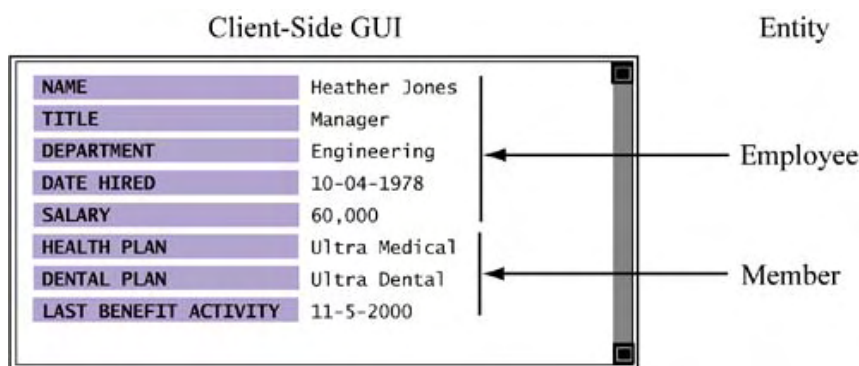 Client-Side GUI Entity
NAME Heather Jones
TITLE Manager
DEPARTMENT Engineering
Employee
DATE HIRED 10-04-1978
SALARY 60,000
HEALTH PLAN Ultra Medical
DENTAL PLAN Ultra Dental
Member
LAST BENEFIT ACTIVITY 11-5-2000